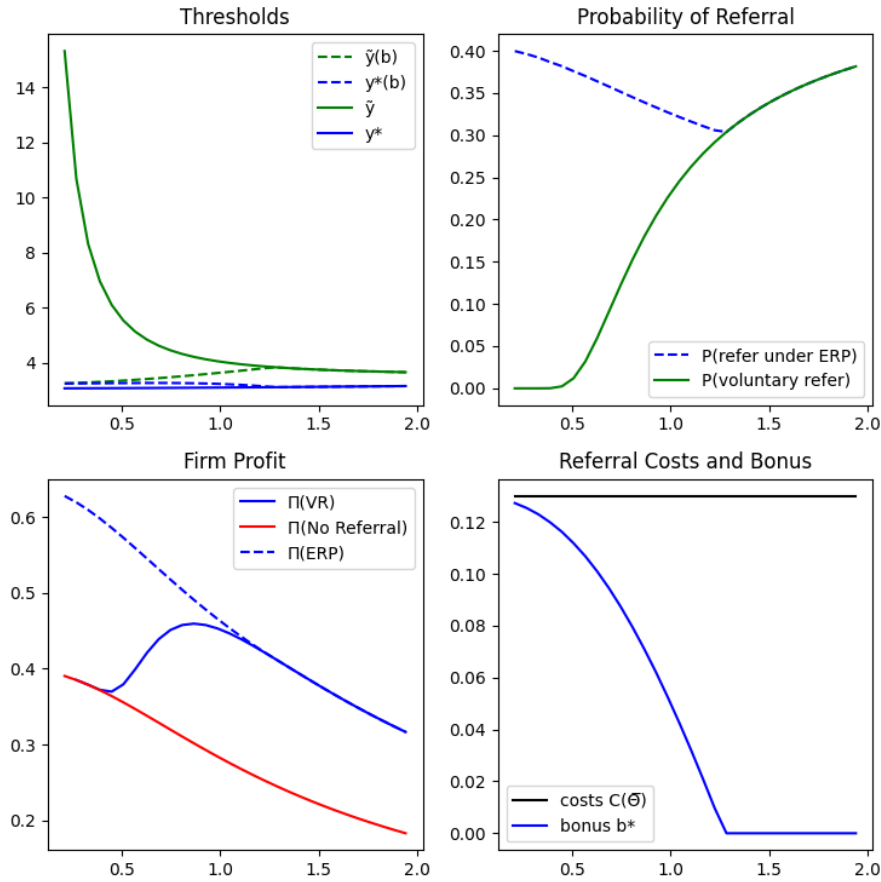 Thresholds
ỹ(b)
y*(b)
ỹ
y*
14
12
10
8
6
4
0.5 1.0 1.5 2.0
Probability of Referral
0.40
0.35
0.30
0.25
0.20
0.15
0.10
0.05
0.00
P(refer under ERP)
P(voluntary refer)
0.5 1.0 1.5 2.0
Firm Profit
Π(VR)
Π(No Referral)
Π(ERP)
0.6
0.5
0.4
0.3
0.2
0.5 1.0 1.5 2.0
Referral Costs and Bonus
0.12
0.10
0.08
0.06
0.04
0.02
0.00
costs C(Θ̅)
bonus b*
0.5 1.0 1.5 2.0